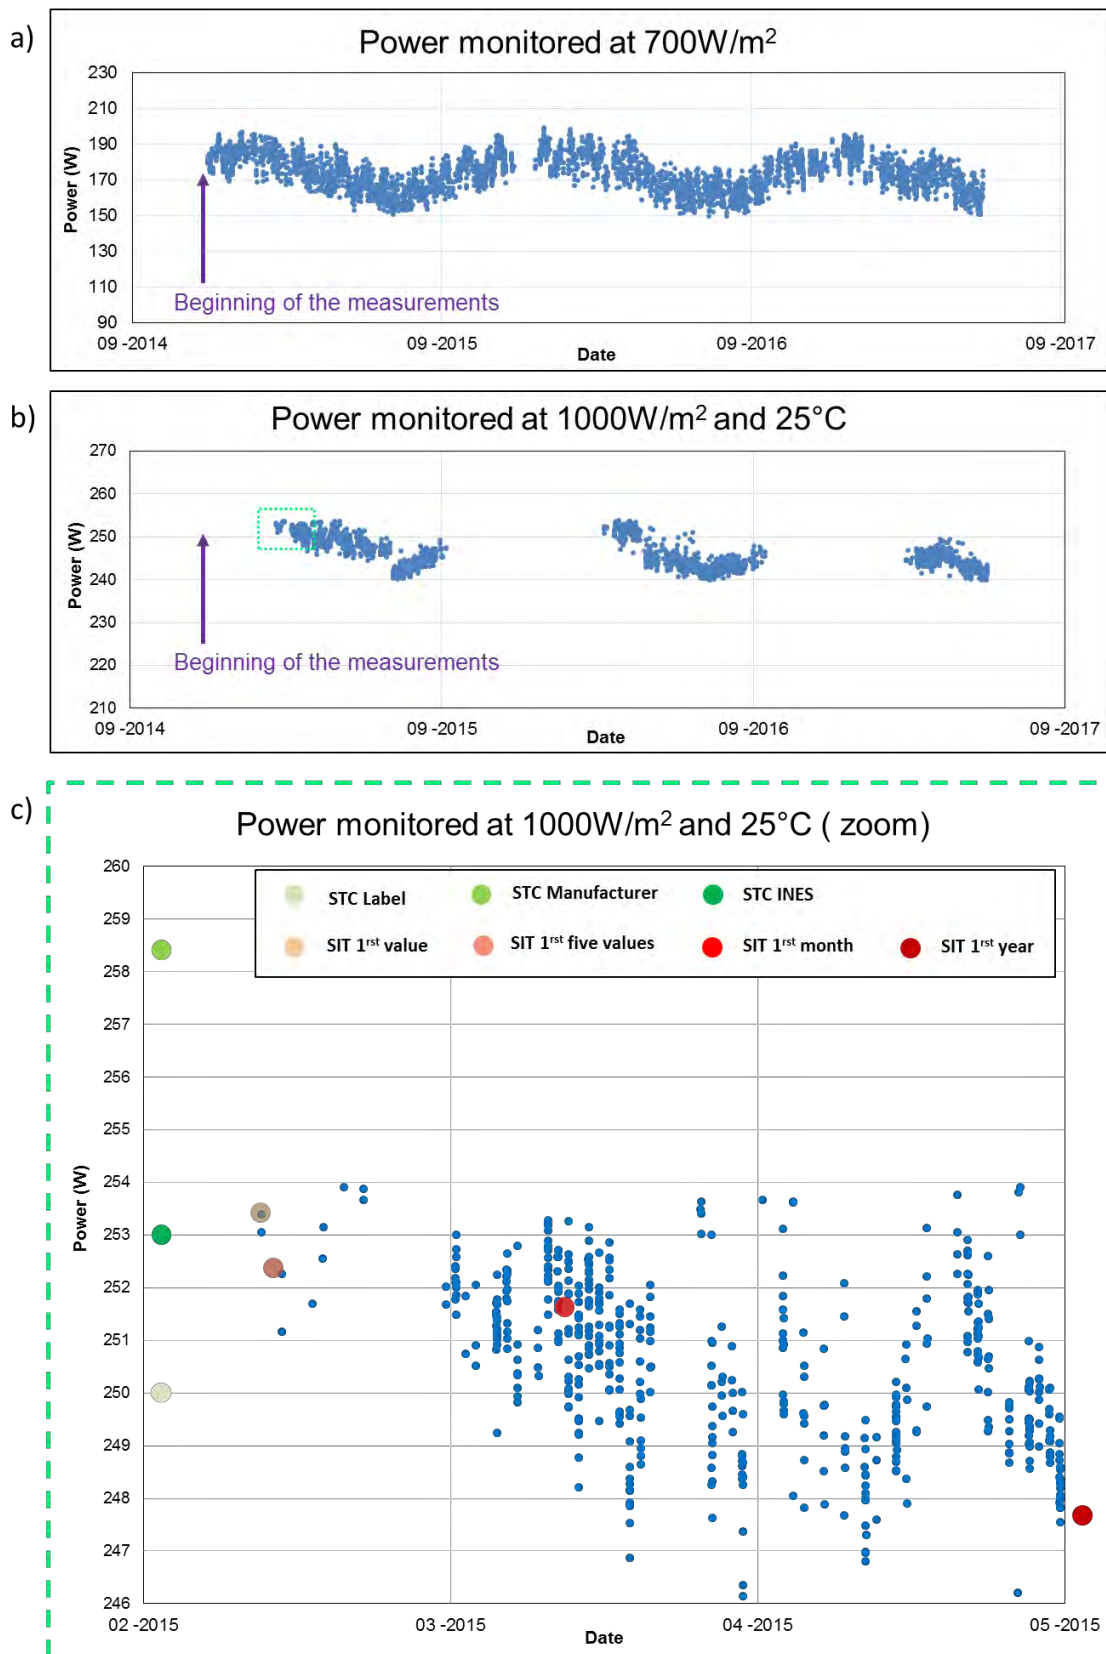 a)
Power monitored at 700W/m2
230
210
190
170
150
130
110
90
Power (W)
Beginning of the measurements
09 -2014
09 -2015
09 -2016
09 -2017
Date
b)
Power monitored at 1000W/m2 and 25°C
270
260
250
240
230
220
210
Power (W)
Beginning of the measurements
09 -2014
09 -2015
09 -2016
09 -2017
Date
c)
Power monitored at 1000W/m2 and 25°C ( zoom)
260
259
258
257
256
255
254
253
252
251
250
249
248
247
246
Power (W)
STC Label
STC Manufacturer
STC INES
SIT 1rst value
SIT 1rst five values
SIT 1rst month
SIT 1rst year
02 -2015
03 -2015
04 -2015
05 -2015
Date